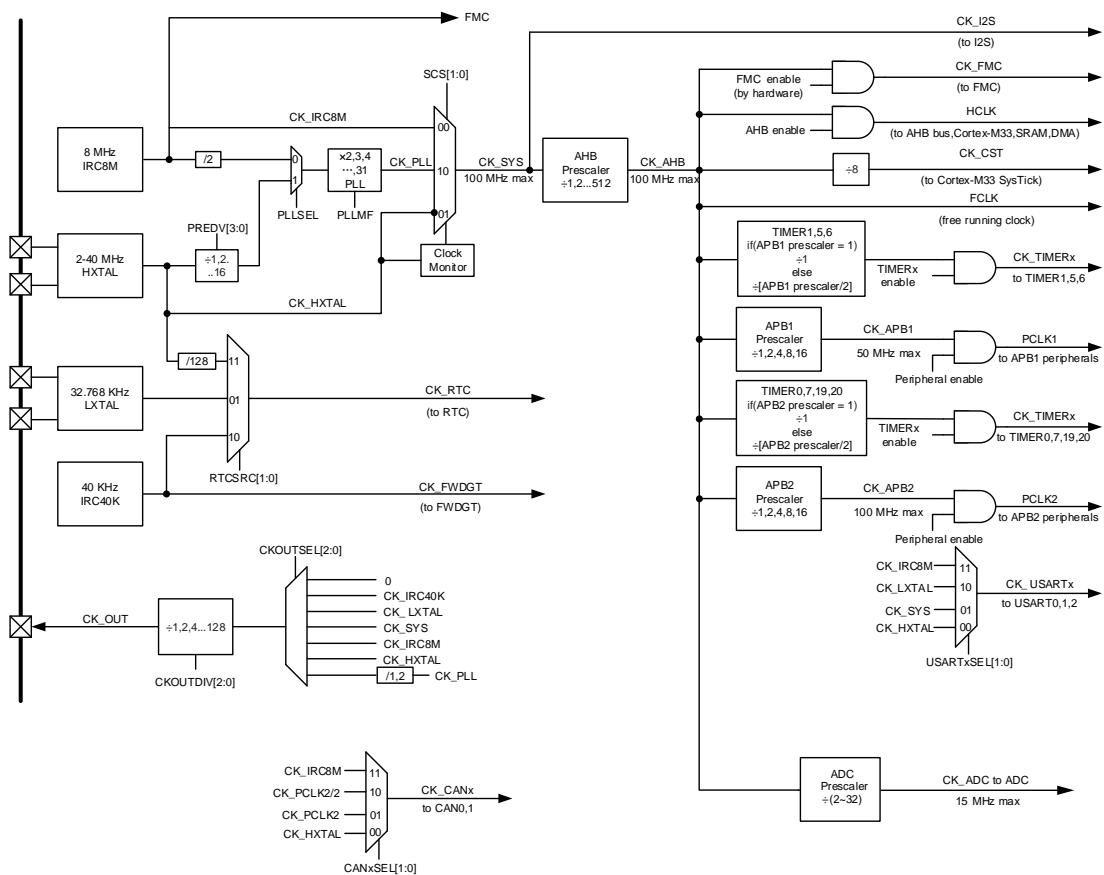 FMC
CK_I2S
(to I2S)
SCS[1:0]
FMC enable
(by hardware)
CK_FMC
(to FMC)
CK_IRC8M
00
AHB enable
HCLK
(to AHB bus,Cortex-M33,SRAM,DMA)
8 MHz
IRC8M
/2
0
1
PLLSEL
×2,3,4
…,31
PLL
PLLMF
CK_PLL
10
01
CK_SYS
100 MHz max
AHB
Prescaler
÷1,2...512
CK_AHB
100 MHz max
÷8
CK_CST
(to Cortex-M33 SysTick)
FCLK
(free running clock)
PREDV[3:0]
÷1,2.
..16
2-40 MHz
HXTAL
Clock
Monitor
CK_HXTAL
TIMER1,5,6
if(APB1 prescaler = 1)
÷1
else
÷[APB1 prescaler/2]
TIMERx
enable
CK_TIMERx
to TIMER1,5,6
APB1
Prescaler
÷1,2,4,8,16
CK_APB1
50 MHz max
Peripheral enable
PCLK1
to APB1 peripherals
/128
11
01
10
RTCSRC[1:0]
32.768 KHz
LXTAL
CK_RTC
(to RTC)
TIMER0,7,19,20
if(APB2 prescaler = 1)
÷1
else
÷[APB2 prescaler/2]
TIMERx
enable
CK_TIMERx
to TIMER0,7,19,20
40 KHz
IRC40K
CK_FWDGT
(to FWDGT)
APB2
Prescaler
÷1,2,4,8,16
CK_APB2
100 MHz max
Peripheral enable
PCLK2
to APB2 peripherals
CKOUTSEL[2:0]
0
CK_IRC40K
CK_LXTAL
CK_SYS
CK_IRC8M
CK_HXTAL
/1,2
CK_PLL
CK_OUT
÷1,2,4...128
CKOUTDIV[2:0]
CK_IRC8M
11
CK_LXTAL
10
CK_SYS
01
CK_HXTAL
00
USARTxSEL[1:0]
CK_USARTx
to USART0,1,2
CK_IRC8M
11
CK_PCLK2/2
10
CK_PCLK2
01
CK_HXTAL
00
CANxSEL[1:0]
CK_CANx
to CAN0,1
ADC
Prescaler
÷(2~32)
CK_ADC to ADC
15 MHz max